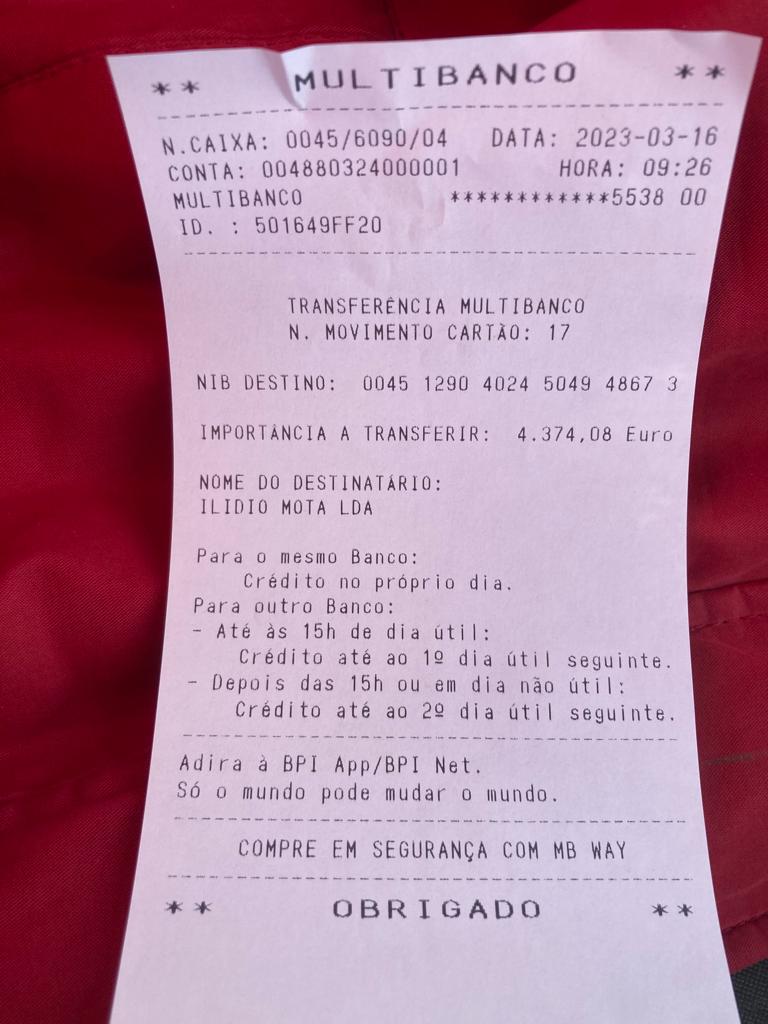 ** MULTIBANCO **
N.CAIXA: 0045/6090/04 DATA: 2023-03-16
CONTA: 004880324000001 HORA: 09:26
MULTIBANCO ************5538 00
ID. : 501649FF20
TRANSFERÊNCIA MULTIBANCO
N. MOVIMENTO CARTÃO: 17
NIB DESTINO: 0045 1290 4024 5049 4867 3
IMPORTÂNCIA A TRANSFERIR: 4.374,08 Euro
NOME DO DESTINATÁRIO:
ILIDIO MOTA LDA
Para o mesmo Banco:
Crédito no próprio dia.
Para outro Banco:
- Até às 15h de dia útil:
Crédito até ao 1º dia útil seguinte.
- Depois das 15h ou em dia não útil:
Crédito até ao 2º dia útil seguinte.
Adira à BPI App/BPI Net.
Só o mundo pode mudar o mundo.
COMPRE EM SEGURANÇA COM MB WAY
** OBRIGADO **